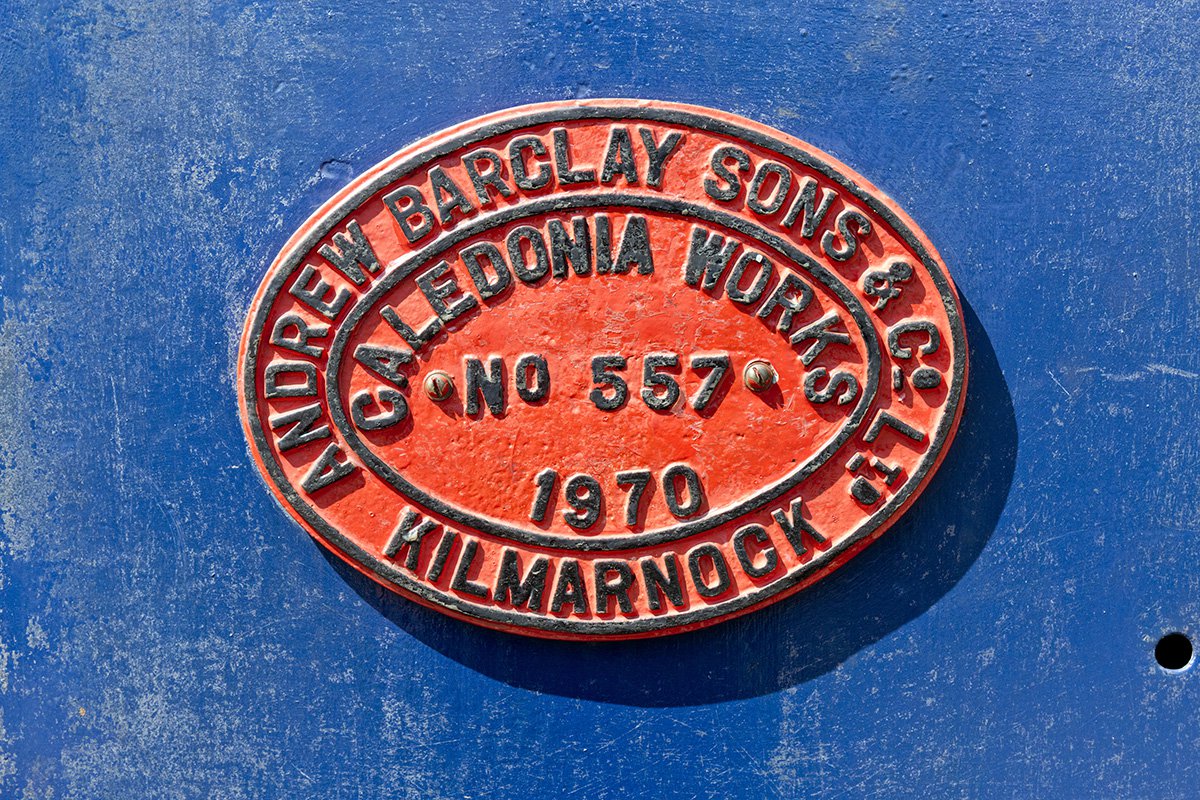 ANDREW BARCLAY SONS & Cº. LTD
CALEDONIA WORKS
NO 557
1970
KILMARNOCK